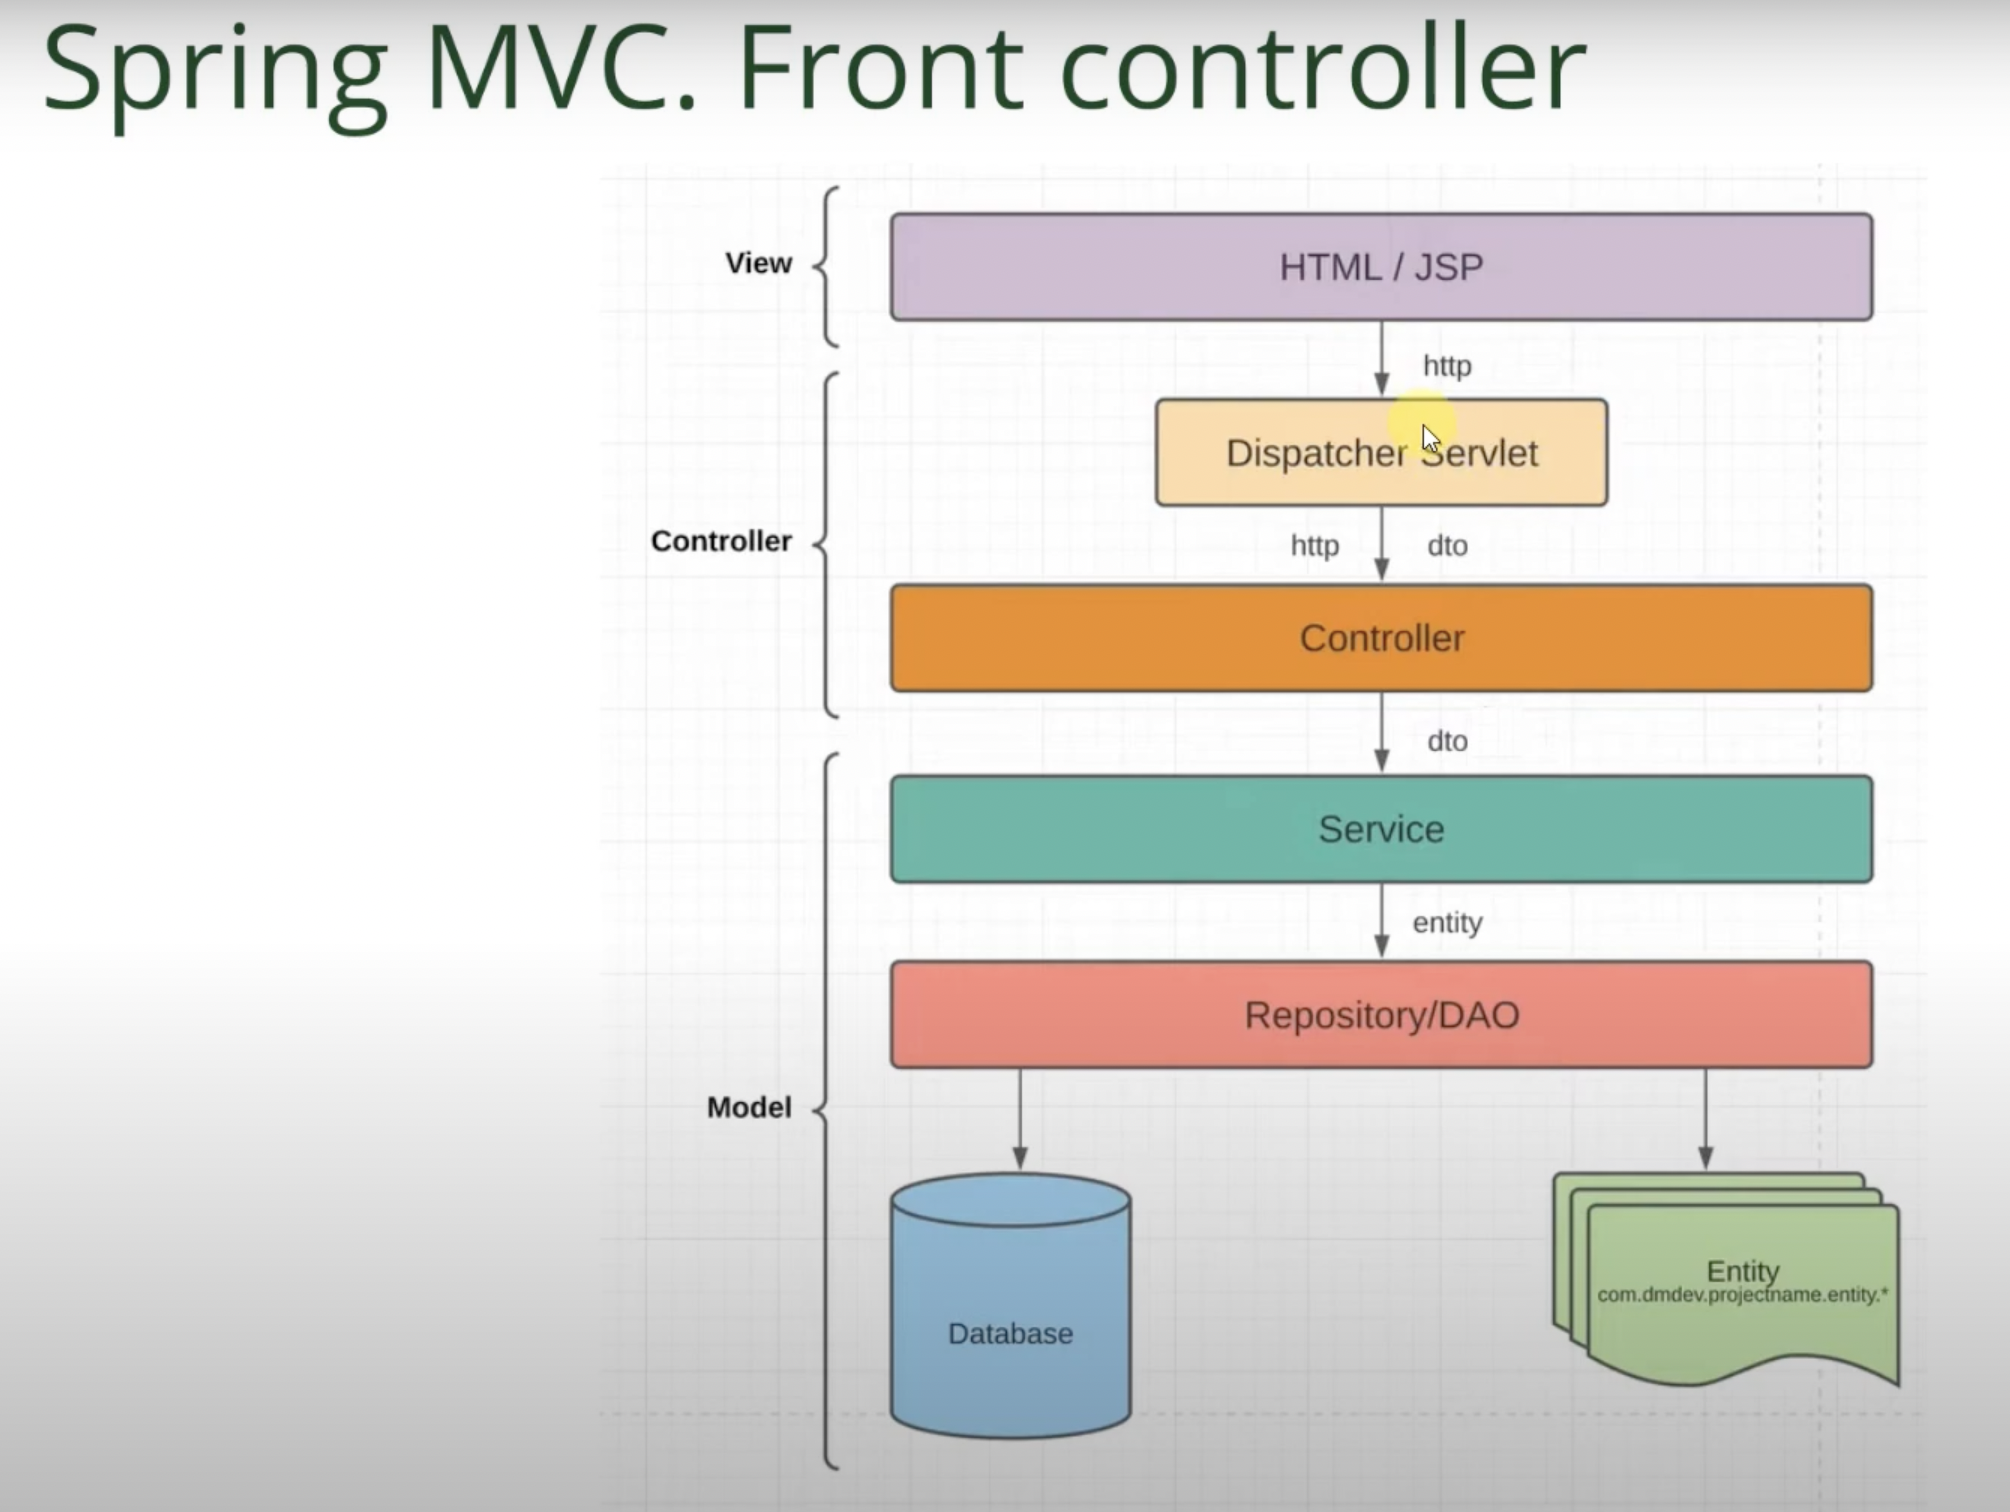 Spring MVC. Front controller
View
HTML / JSP
http
Dispatcher Servlet
Controller
http
dto
Controller
dto
Service
entity
Repository/DAO
Model
Database
Entity
com.dmdev.projectname.entity.*